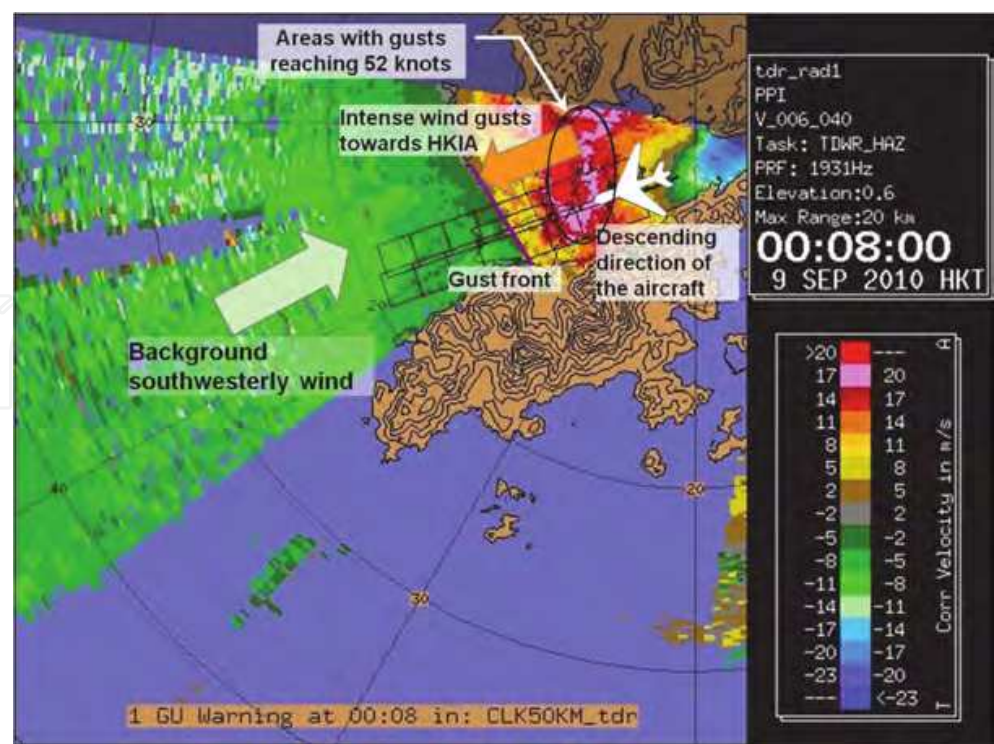 Areas with gusts
reaching 52 knots
Intense wind gusts
towards HKIA
Descending
direction of
the aircraft
Gust front
Background
southwesterly wind
30
20
40
20
30
1 GU Warning at 00:08 in: CLK50KM_tdr
tdr_rad1
PPI
V_006_040
Task: TDWR_HAZ
PRF: 1931Hz
Elevation:0.6
Max Range:20 km
00:08:00
9 SEP 2010 HKT
>20 --- A
17 20
14 17
11 14
8 11
5 8
2 5
-2 2
-5 -2
-8 -5
-11 -8
-14 -11
-17 -14
-20 -17
-23 -20
--- <-23 T
Corr Velocity in m/s